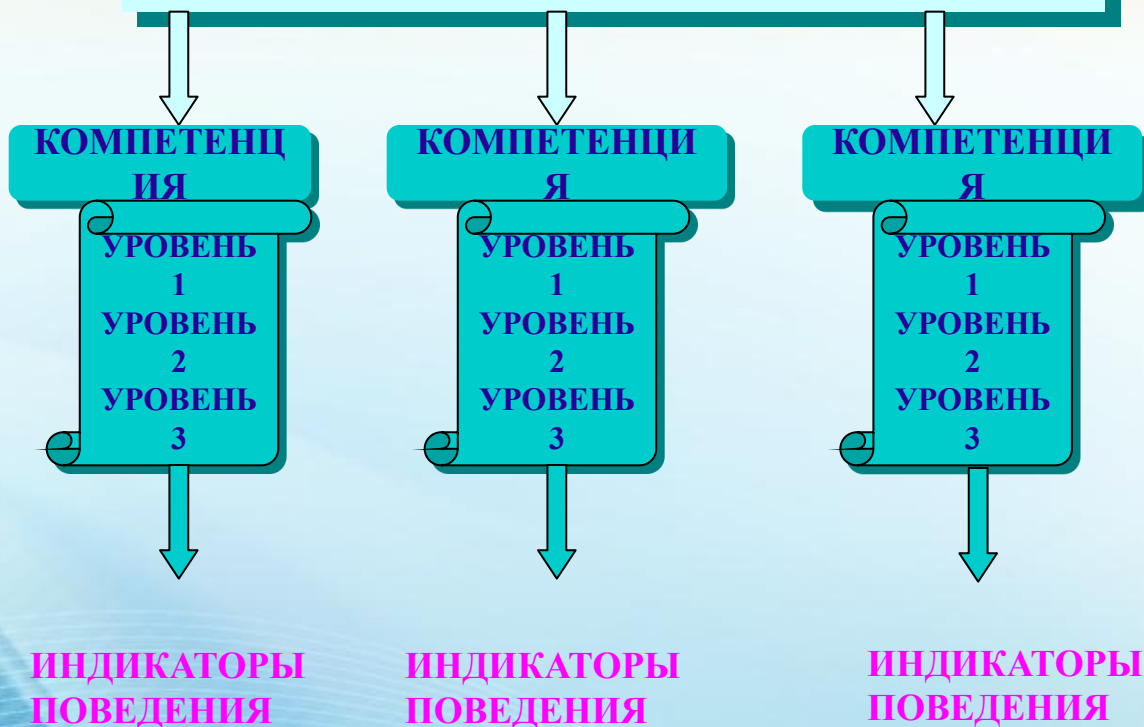 КОМПЕТЕНЦ
ИЯ
УРОВЕНЬ
1
УРОВЕНЬ
2
УРОВЕНЬ
3
ИНДИКАТОРЫ
ПОВЕДЕНИЯ
КОМПЕТЕНЦИ
Я
УРОВЕНЬ
1
УРОВЕНЬ
2
УРОВЕНЬ
3
ИНДИКАТОРЫ
ПОВЕДЕНИЯ
КОМПЕТЕНЦИ
Я
УРОВЕНЬ
1
УРОВЕНЬ
2
УРОВЕНЬ
3
ИНДИКАТОРЫ
ПОВЕДЕНИЯ